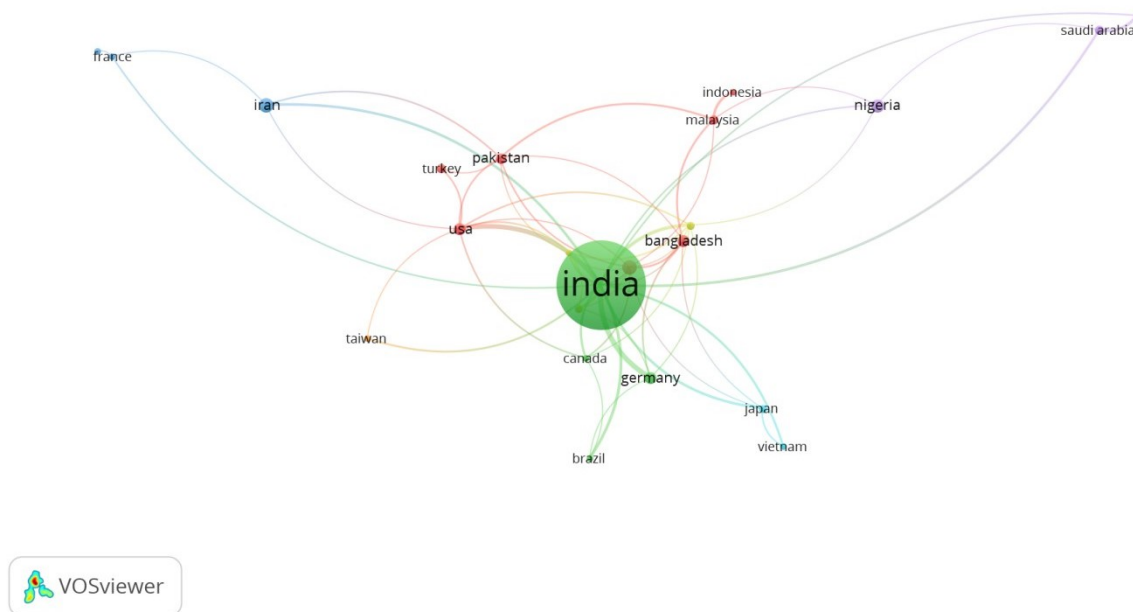 saudi arabia
france
indonesia
iran
nigeria
malaysia
pakistan
turkey
usa
bangladesh
india
taiwan
canada
germany
japan
vietnam
brazil
VOSviewer